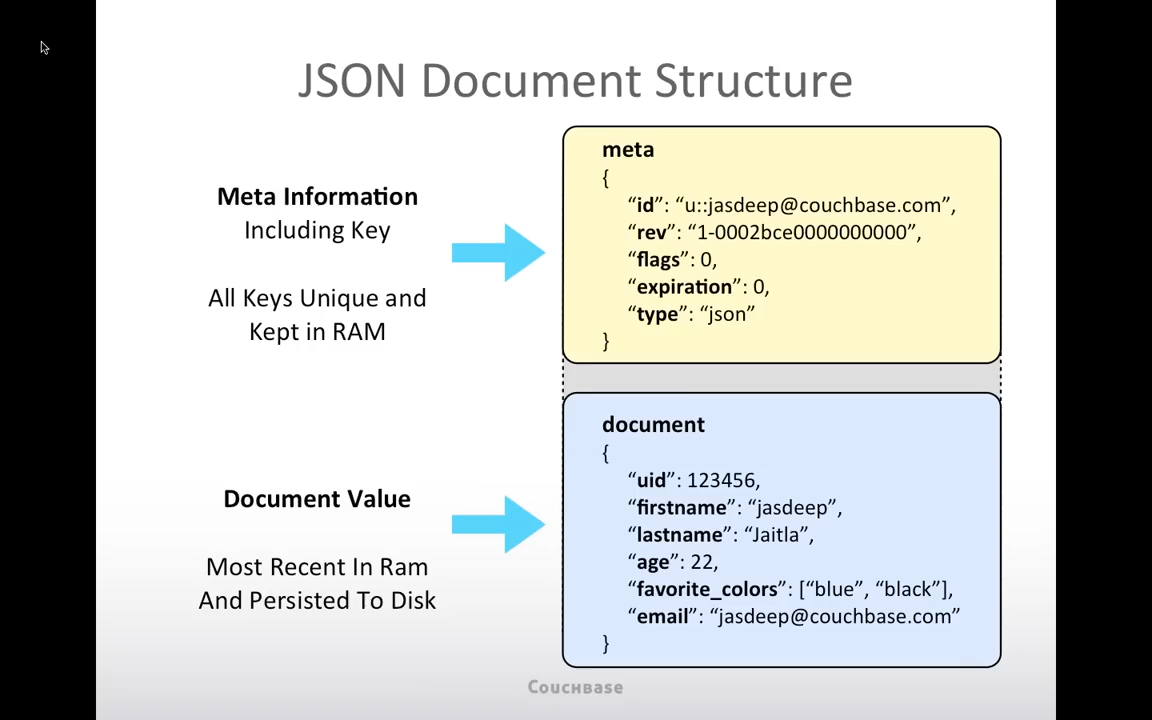 JSON Document Structure
Meta Information
Including Key
All Keys Unique and
Kept in RAM
meta
{
“id”: “u::jasdeep@couchbase.com”,
“rev”: “1-0002bce0000000000”,
“flags”: 0,
“expiration”: 0,
“type”: “json”
}
Document Value
Most Recent In Ram
And Persisted To Disk
document
{
“uid”: 123456,
“firstname”: “jasdeep”,
“lastname”: “Jaitla”,
“age”: 22,
“favorite_colors”: [“blue”, “black”],
“email”: “jasdeep@couchbase.com”
}
COUCHBASE